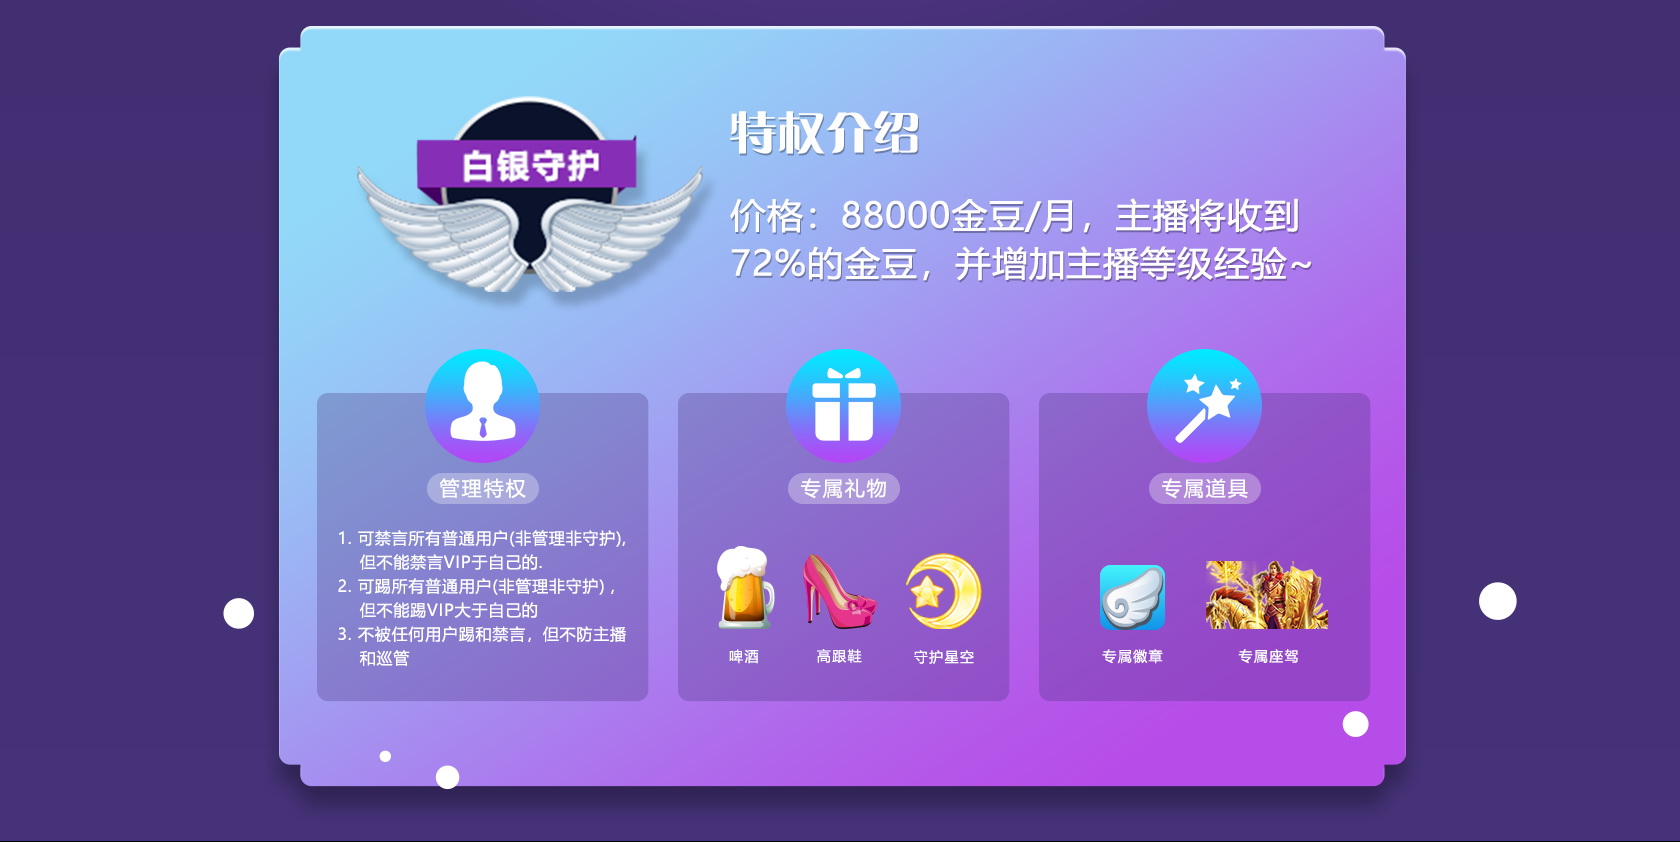 白银守护
特权介绍
价格：88000金豆/月，主播将收到
72%的金豆，并增加主播等级经验~
管理特权
1. 可禁言所有普通用户(非管理非守护),
但不能禁言VIP于自己的.
2. 可踢所有普通用户(非管理非守护) ,
但不能踢VIP大于自己的
3. 不被任何用户踢和禁言，但不防主播
和巡管
专属礼物
啤酒
高跟鞋
守护星空
专属道具
专属徽章
专属座驾